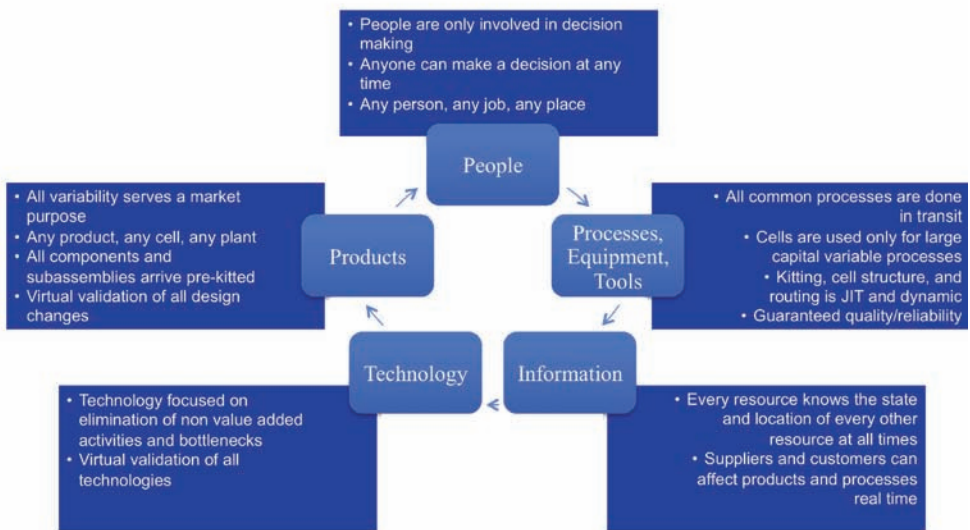 • People are only involved in decision
making
• Anyone can make a decision at any
time
• Any person, any job, any place
People
• All variability serves a market
purpose
• Any product, any cell, any plant
• All components and
subassemblies arrive pre-kitted
• Virtual validation of all design
changes
Products
Processes,
Equipment,
Tools
• All common processes are done
in transit
• Cells are used only for large
capital variable processes
• Kitting, cell structure, and
routing is JIT and dynamic
• Guaranteed quality/reliability
Technology
Information
• Technology focused on
elimination of non value added
activities and bottlenecks
• Virtual validation of all
technologies
• Every resource knows the state
and location of every other
resource at all times
• Suppliers and customers can
affect products and processes
real time